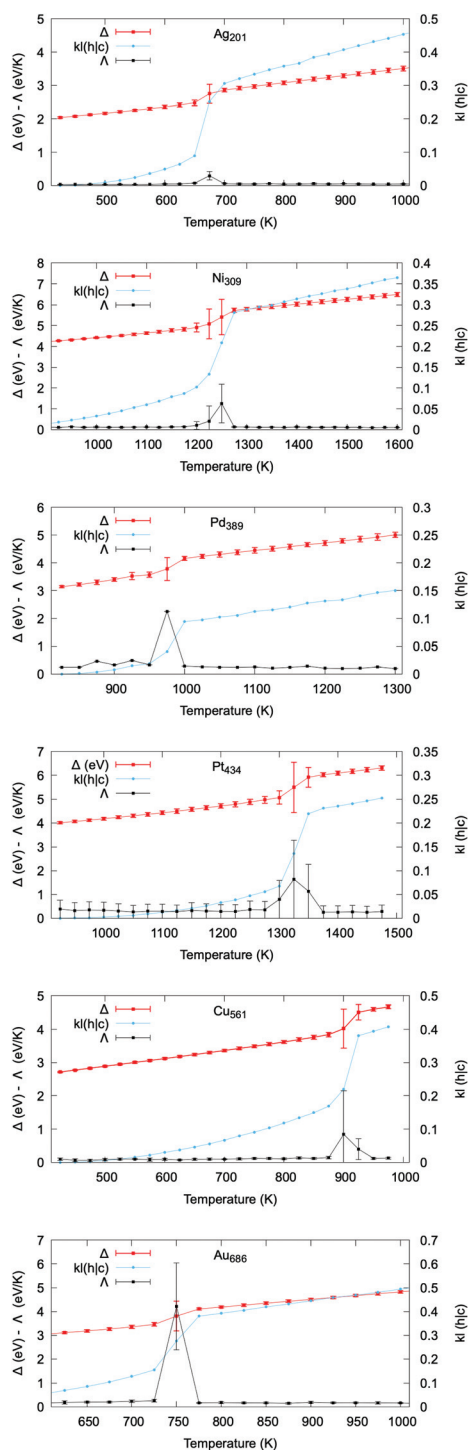 Ag201
Δ
kl(h|c)
Λ
Δ (eV) - Λ (eV/K)
kl (h|c)
5
4
3
2
1
0
0.5
0.4
0.3
0.2
0.1
0
500 600 700 800 900 1000
Temperature (K)
Ni309
Δ
kl(h|c)
Λ
Δ (eV) - Λ (eV/K)
kl (h|c)
8
7
6
5
4
3
2
1
0
0.4
0.35
0.3
0.25
0.2
0.15
0.1
0.05
0
1000 1100 1200 1300 1400 1500 1600
Temperature (K)
Pd389
Δ
kl(h|c)
Λ
Δ (eV) - Λ (eV/K)
kl (h|c)
6
5
4
3
2
1
0
0.3
0.25
0.2
0.15
0.1
0.05
0
900 1000 1100 1200 1300
Temperature (K)
Pt434
Δ (eV)
kl(h|c)
Λ
Δ (eV) - Λ (eV/K)
kl (h|c)
7
6
5
4
3
2
1
0
0.35
0.3
0.25
0.2
0.15
0.1
0.05
0
1000 1100 1200 1300 1400 1500
Temperature (K)
Cu561
Δ
kl(h|c)
Λ
Δ (eV) - Λ (eV/K)
kl (h|c)
5
4
3
2
1
0
0.5
0.4
0.3
0.2
0.1
0
500 600 700 800 900 1000
Temperature (K)
Au686
Δ
kl(h|c)
Λ
Δ (eV) - Λ (eV/K)
kl (h|c)
7
6
5
4
3
2
1
0
0.7
0.6
0.5
0.4
0.3
0.2
0.1
0
650 700 750 800 850 900 950 1000
Temperature (K)